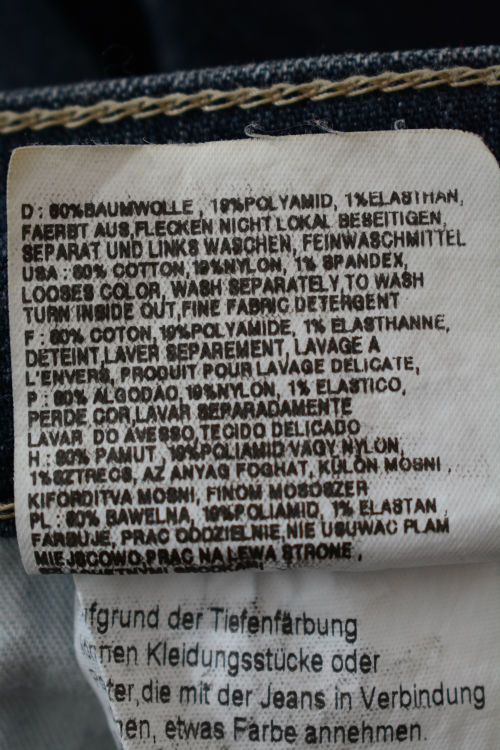 D : 80%BAUMWOLLE , 19%POLYAMID, 1%ELASTHAN,
FAERBT AUS,FLECKEN NICHT LOKAL BESEITIGEN,
SEPARAT UND LINKS WASCHEN, FEINWASCHMITTEL
USA : 80% COTTON,19%NYLON, 1% SPANDEX,
LOOSES COLOR, WASH SEPARATELY,TO WASH
TURN INSIDE OUT,FINE FABRIC DETERGENT
F : 80% COTON,19%POLYAMIDE, 1% ELASTHANNE,
DETEINT,LAVER SEPAREMENT, LAVAGE A
L'ENVERS, PRODUIT POUR LAVAGE DELICATE,
P : 80% ALGODAO,19%NYLON, 1% ELASTICO,
PERDE COR,LAVAR SEPARADAMENTE
LAVAR DO AVESSO,TECIDO DELICADO
H : 80% PAMUT, 19%POLIAMID VAGY NYLON,
1%SZTRECS, AZ ANYAG FOGHAT, KULON MOSNI ,
KIFORDITVA MOSNI, FINOM MOSOSZER
PL : 80% BAWELNA, 19%POLIAMID, 1% ELASTAN ,
FARBUJE, PRAC ODDZIELNIE,NIE USUWAC PLAM
MIEJSCOWO,PRAC NA LEWA STRONE ,
fgrund der Tiefenfärbung
nen Kleidungsstücke oder
ter,die mit der Jeans in Verbindung
en, etwas Farbe annehmen.